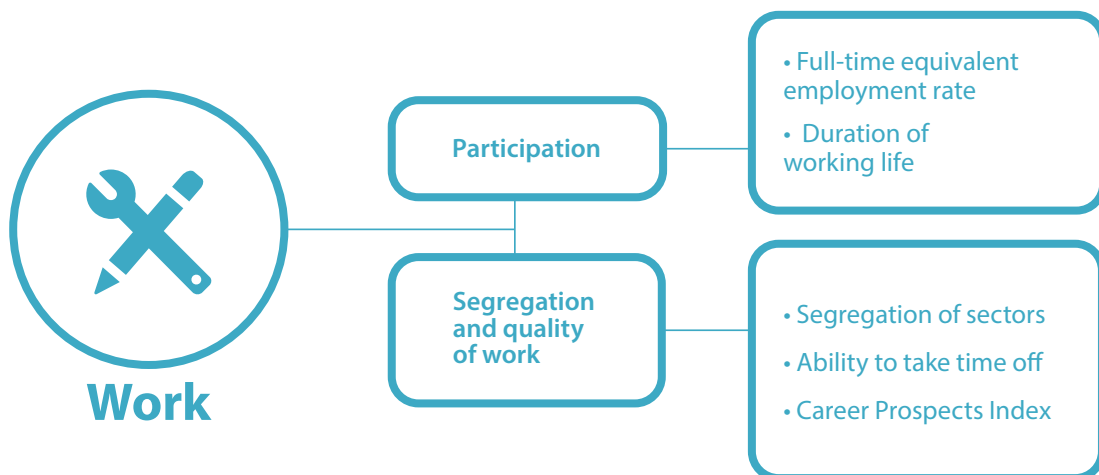 Work
Participation
• Full-time equivalent
employment rate
• Duration of
working life
Segregation
and quality
of work
• Segregation of sectors
• Ability to take time off
• Career Prospects Index